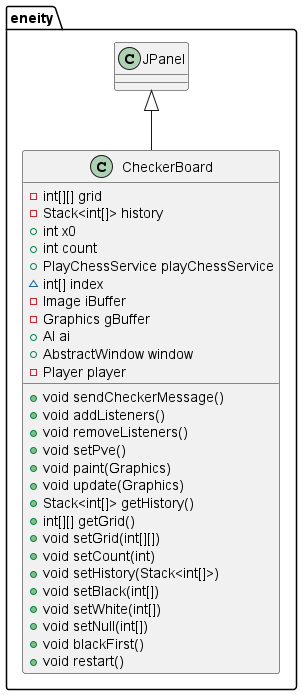 eneity
C JPanel
C CheckerBoard
int[][] grid
Stack<int[]> history
int x0
int count
PlayChessService playChessService
int[] index
Image iBuffer
Graphics gBuffer
AI ai
AbstractWindow window
Player player
void sendCheckerMessage()
void addListeners()
void removeListeners()
void setPve()
void paint(Graphics)
void update(Graphics)
Stack<int[]> getHistory()
int[][] getGrid()
void setGrid(int[][])
void setCount(int)
void setHistory(Stack<int[]>)
void setBlack(int[])
void setWhite(int[])
void setNull(int[])
void blackFirst()
void restart()